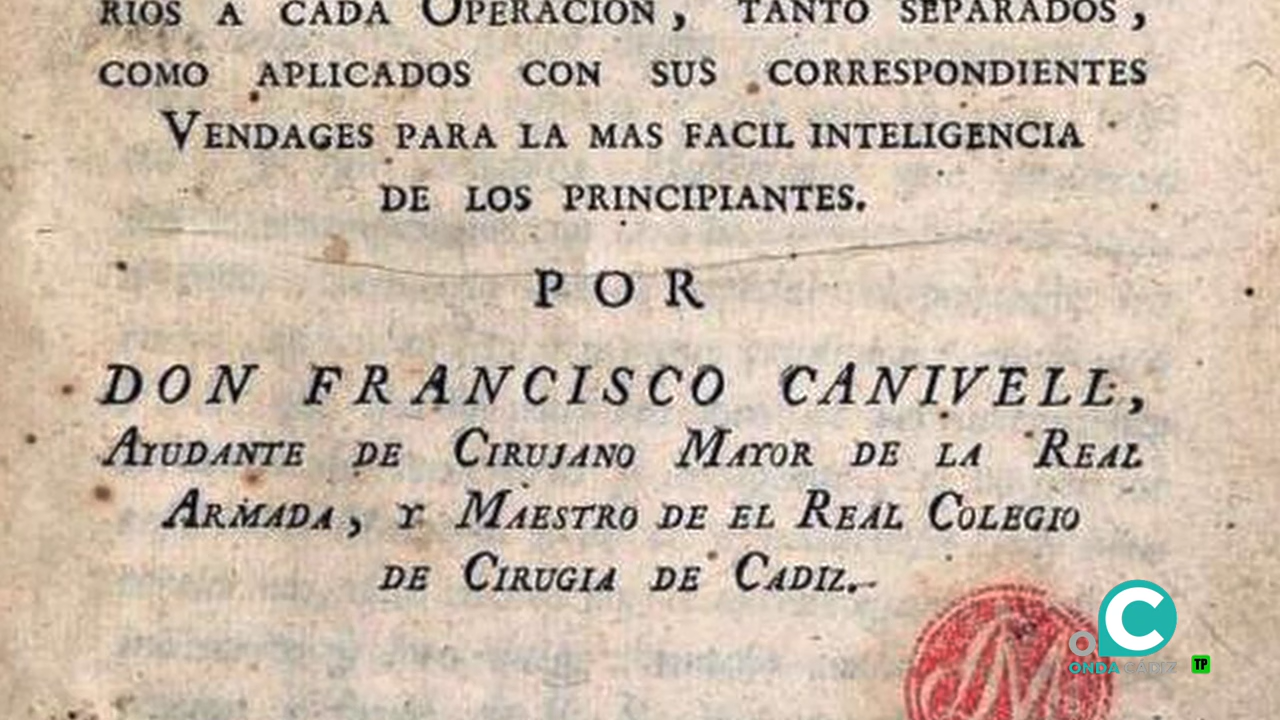 RIOS A CADA OPERACION, TANTO SEPARADOS,
COMO APLICADOS CON SUS CORRESPONDIENTES
VENDAGES PARA LA MAS FACIL INTELIGENCIA
DE LOS PRINCIPIANTES.
POR
DON FRANCISCO CANIVELL,
AYUDANTE DE CIRUJANO MAYOR DE LA REAL
ARMADA, Y MAESTRO DE EL REAL COLEGIO
DE CIRUGIA DE CADIZ.
ONDA CÁDIZ
TP